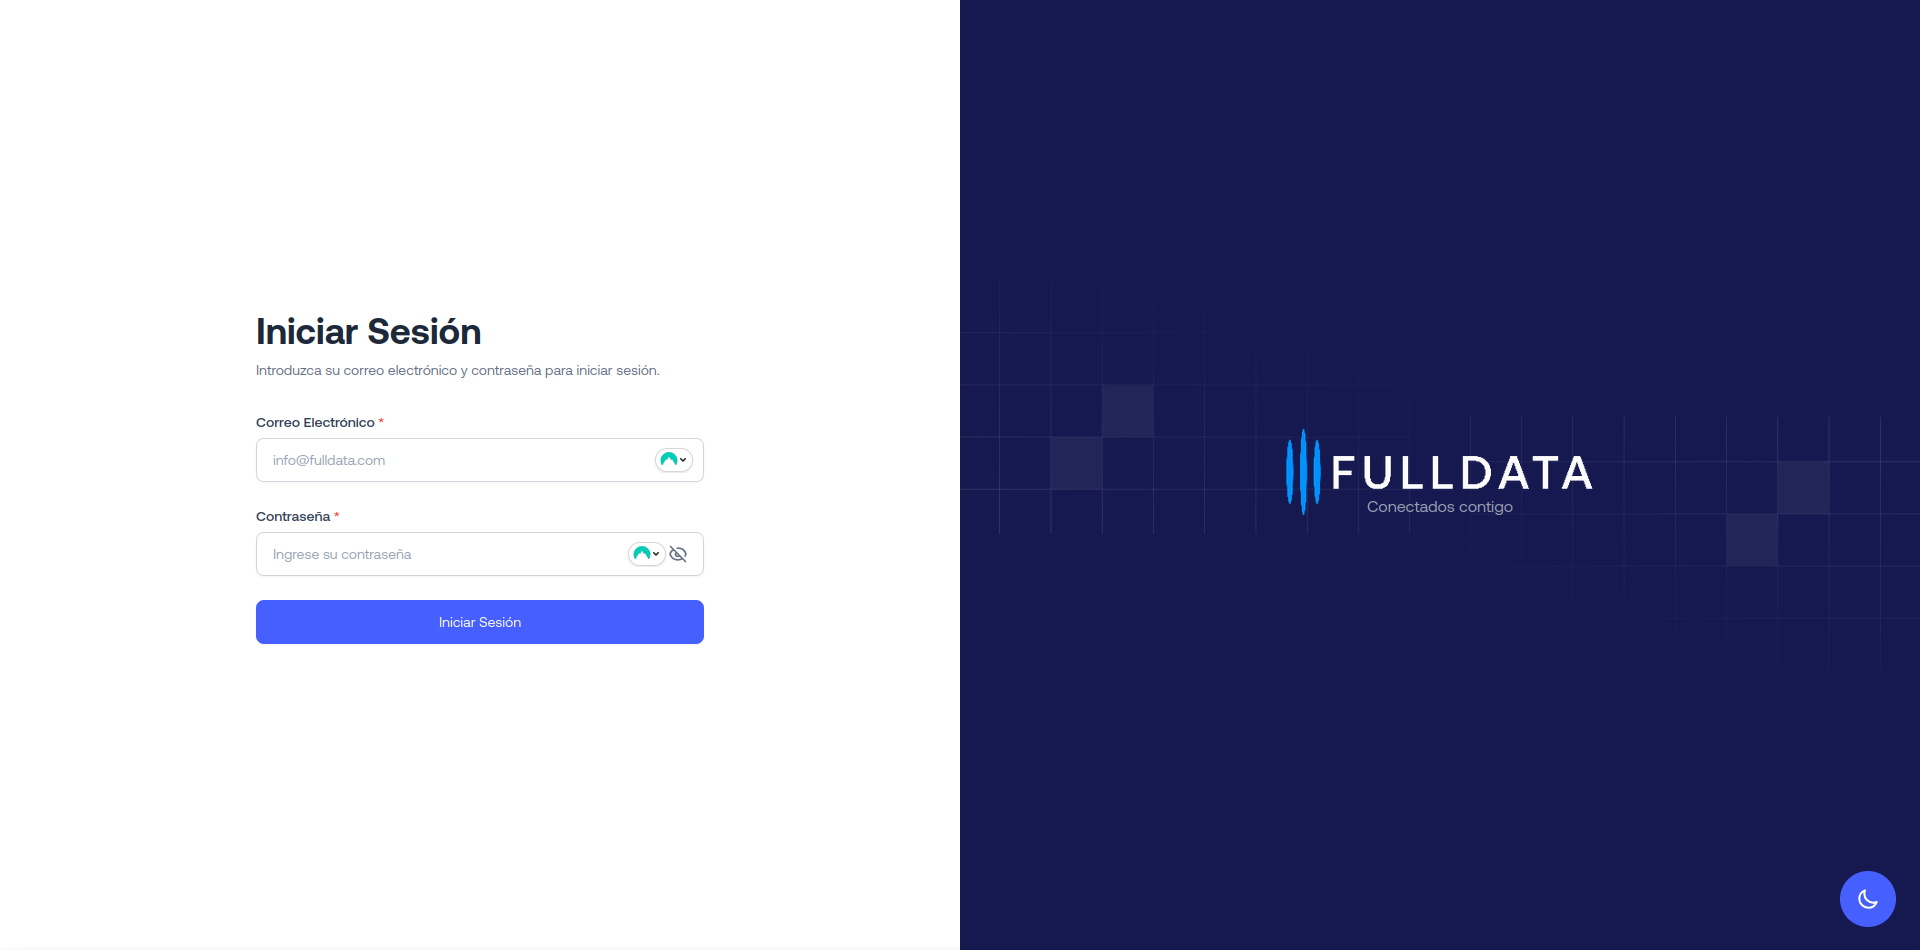 Iniciar Sesión
Introduzca su correo electrónico y contraseña para iniciar sesión.
Correo Electrónico *
info@fulldata.com
Contraseña *
Ingrese su contraseña
Iniciar Sesión
FULLDATA
Conectados contigo